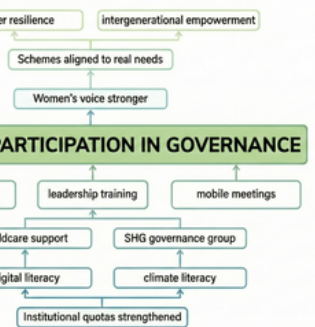 er resilience
intergenerational empowerment
Schemes aligned to real needs
Women's voice stronger
PARTICIPATION IN GOVERNANCE
leadership training
mobile meetings
ldcare support
SHG governance group
igital literacy
climate literacy
Institutional quotas strengthened